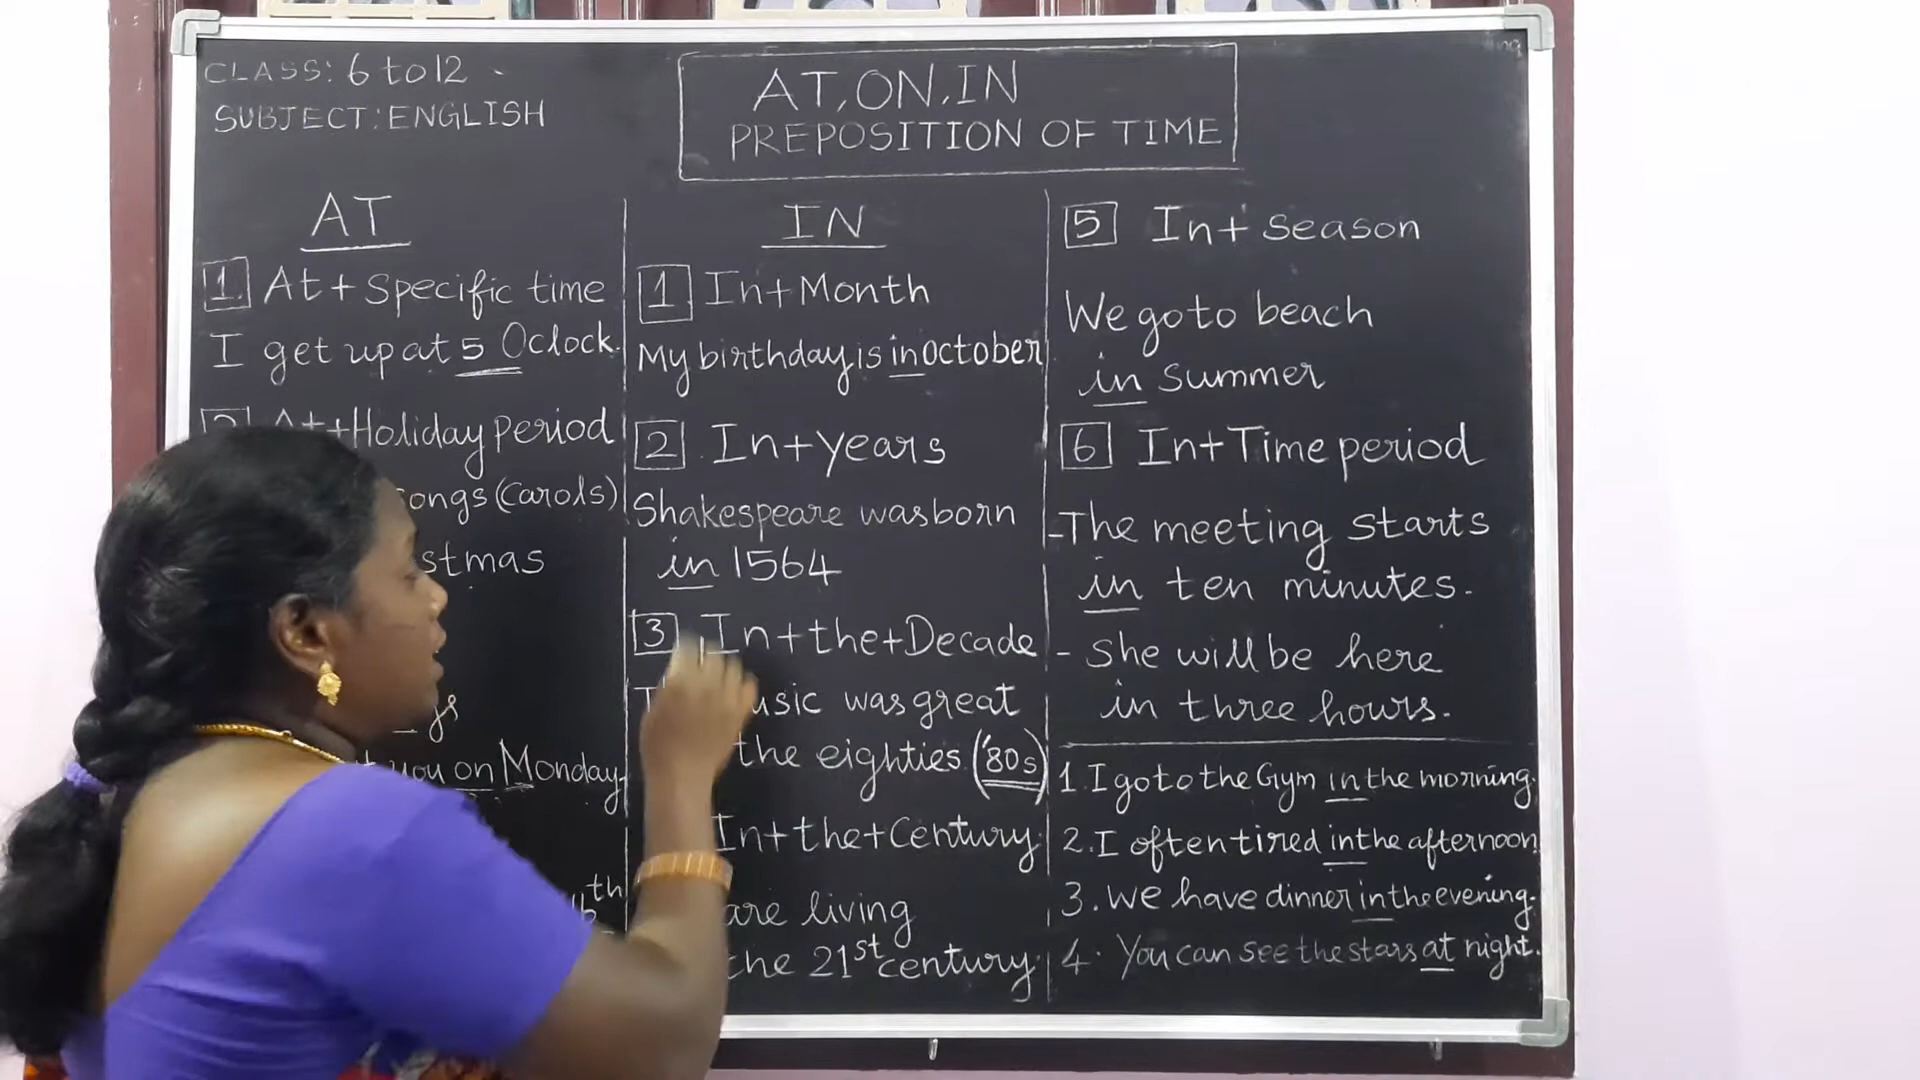 CLASS: 6 to 12
SUBJECT: ENGLISH
AT, ON, IN
PREPOSITION OF TIME
AT
1 At + Specific time
I get up at 5 Oclock.
+ Holiday period
songs (Carols)
stmas
you on Monday
th
IN
1 In + Month
My birthday is in October
2 In + years
Shakespeare was born
in 1564
3 In + the + Decade
usic was great
the eighties ('80s)
In + the + Century
are living
the 21st century
5 In + Season
We go to beach
in Summer
6 In + Time period
- The meeting starts
in ten minutes.
- She will be here
in three hours.
1. I go to the Gym in the morning.
2. I often tired in the afternoon
3. We have dinner in the evening.
4. You can see the stars at night.